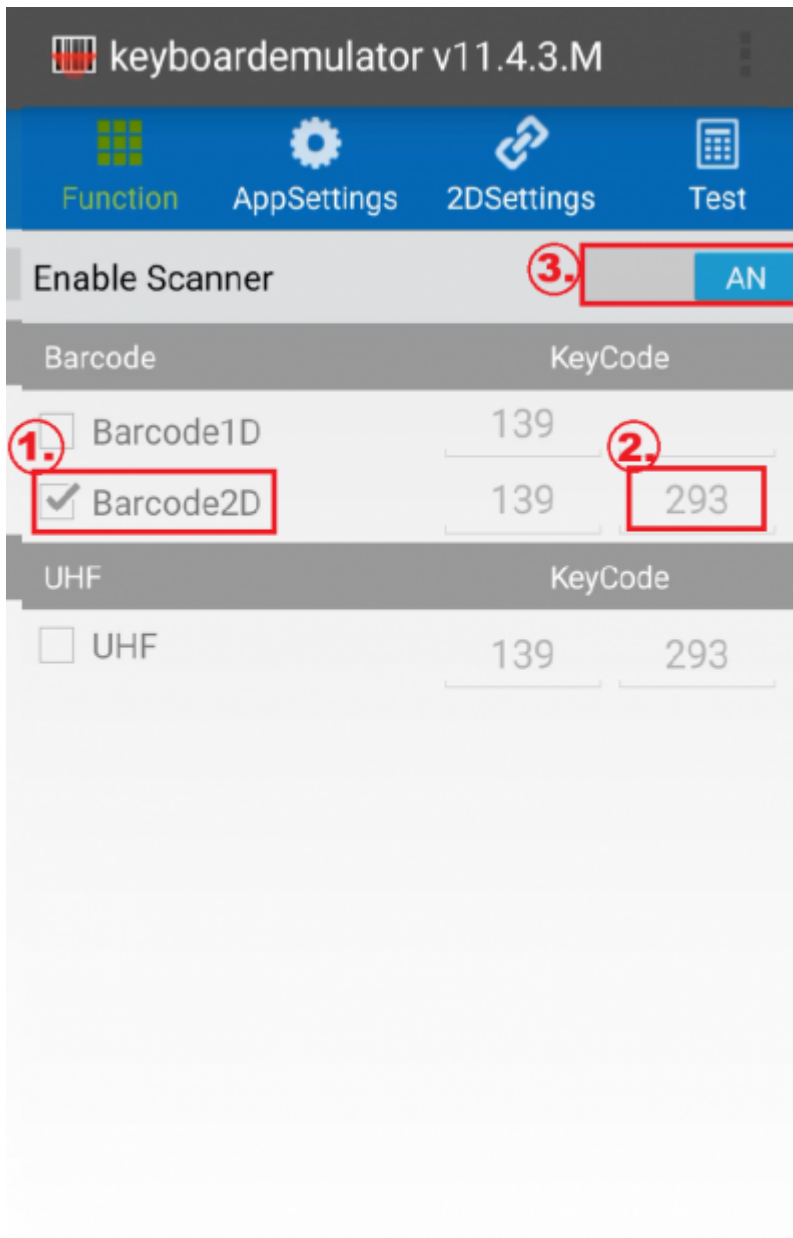 keyboardemulator v11.4.3.M
Function AppSettings 2DSettings Test
Enable Scanner 3. AN
Barcode KeyCode
1. Barcode1D 139 2.
Barcode2D 139 293
UHF KeyCode
UHF 139 293